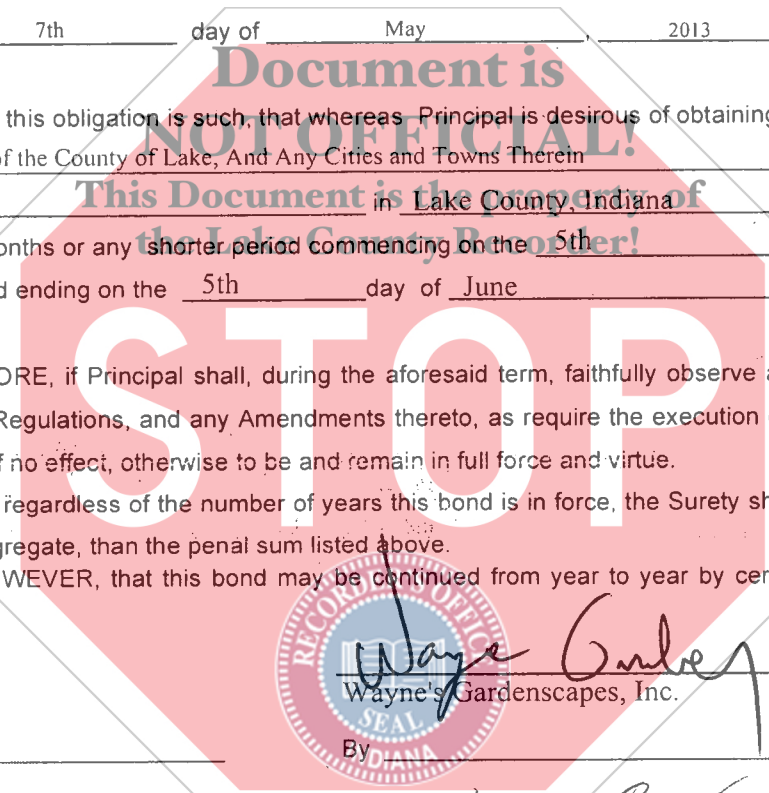 7th day of May , 2013
Document is
this obligation is such, that whereas Principal is desirous of obtaining
NOT OFFICIAL!
of the County of Lake, And Any Cities and Towns Therein
This Document is the property of
in Lake County, Indiana
the Lake County Recorder!
onths or any shorter period commencing on the 5th
d ending on the 5th day of June
STOP
ORE, if Principal shall, during the aforesaid term, faithfully observe a
Regulations, and any Amendments thereto, as require the execution
f no effect, otherwise to be and remain in full force and virtue.
regardless of the number of years this bond is in force, the Surety sh
gregate, than the penal sum listed above.
WEVER, that this bond may be continued from year to year by cer
RECORDER'S OFFICE
Wayne
Wayne's Gardenscapes, Inc.
SEAL
By
INDIANA